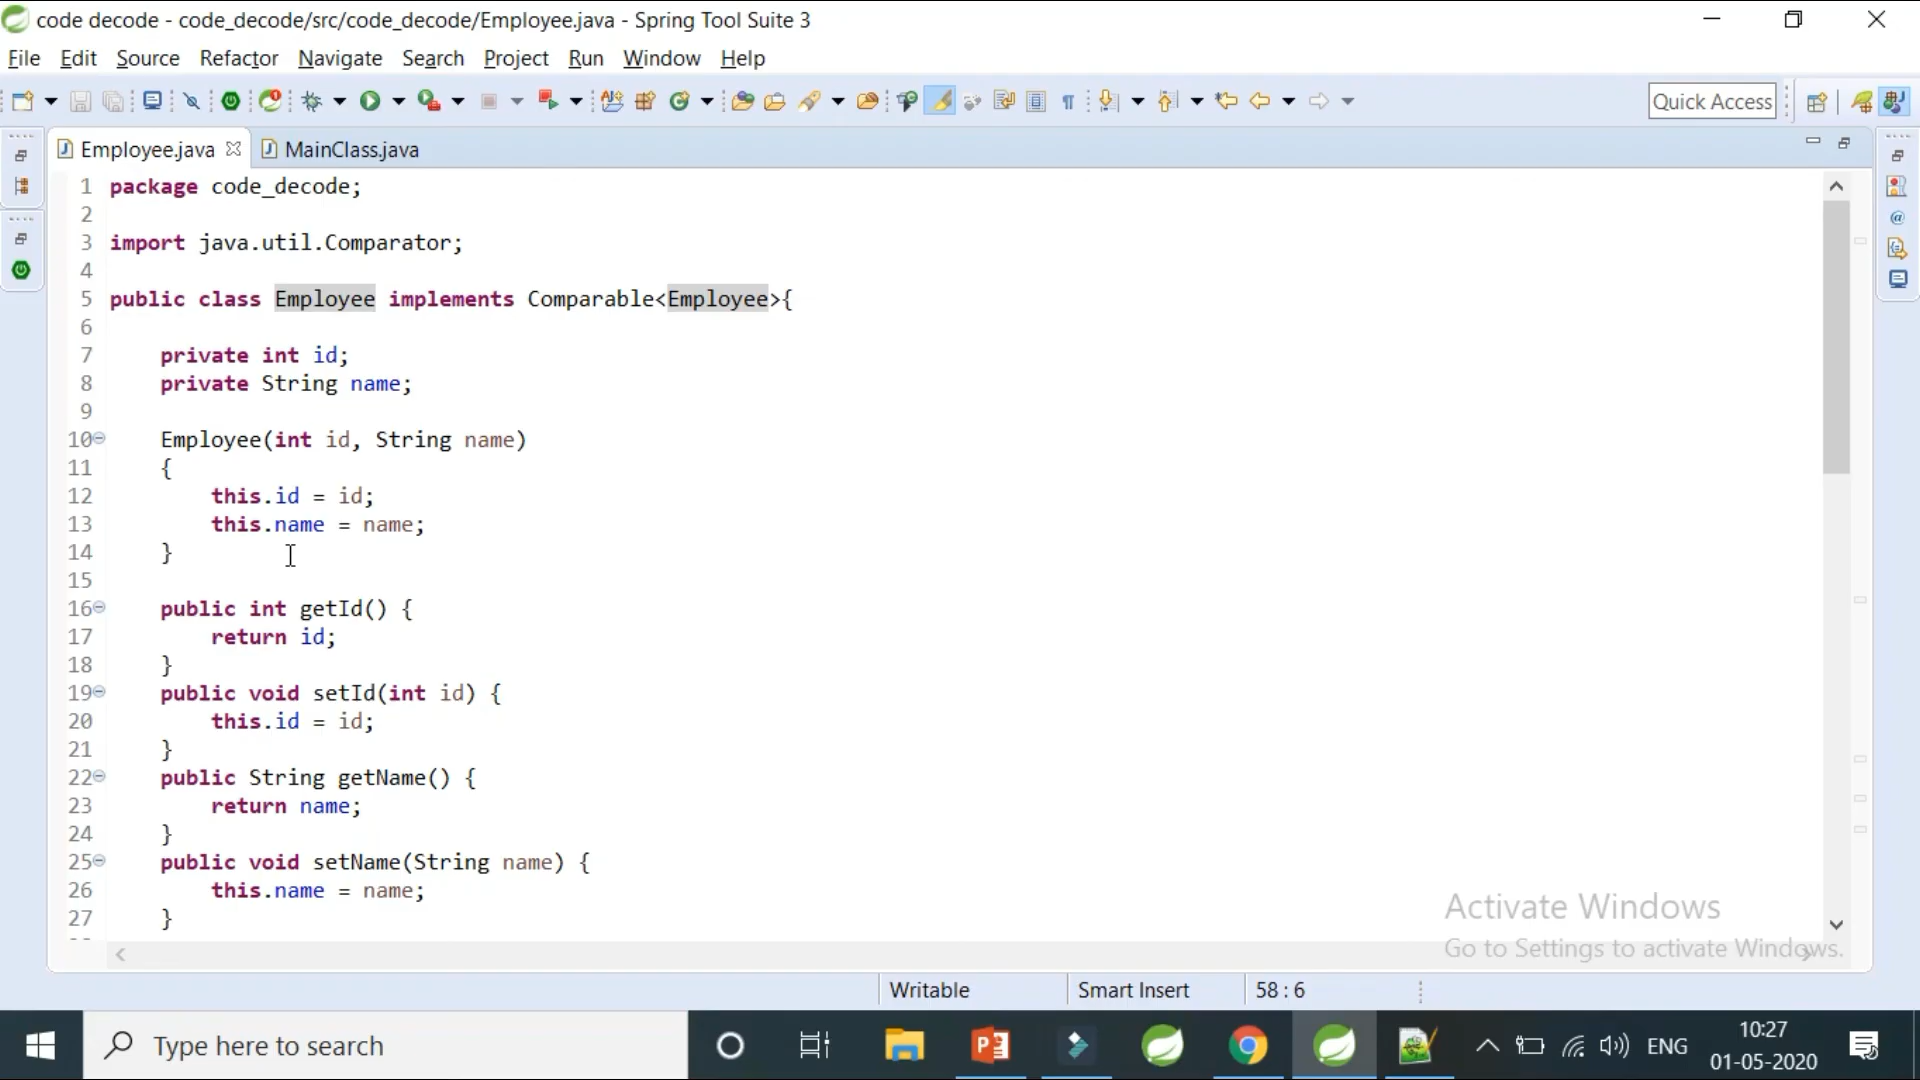 code decode - code_decode/src/code_decode/Employee.java - Spring Tool Suite 3
File Edit Source Refactor Navigate Search Project Run Window Help
Quick Access
Employee.java MainClass.java
1 package code_decode;
2
3 import java.util.Comparator;
4
5 public class Employee implements Comparable<Employee>{
6
7 private int id;
8 private String name;
9
10 Employee(int id, String name)
11 {
12 this.id = id;
13 this.name = name;
14 }
15
16 public int getId() {
17 return id;
18 }
19 public void setId(int id) {
20 this.id = id;
21 }
22 public String getName() {
23 return name;
24 }
25 public void setName(String name) {
26 this.name = name;
27 }
Activate Windows
Go to Settings to activate Windows.
Writable Smart Insert 58 : 6
Type here to search
ENG
10:27
01-05-2020